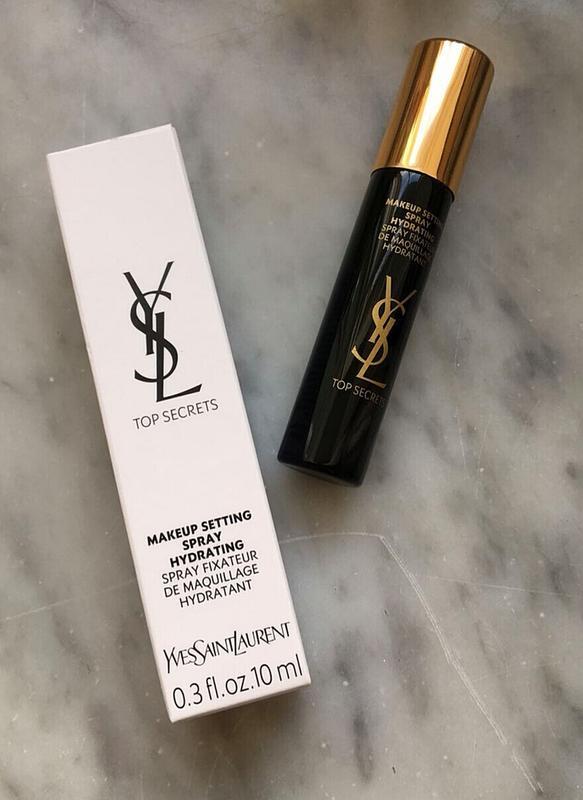 YSL
TOP SECRETS
MAKEUP SETTING
SPRAY
HYDRATING
SPRAY FIXATEUR
DE MAQUILLAGE
HYDRATANT
YVESSAINTLAURENT
0.3 fl.oz.10 ml
MAKEUP SETTING
SPRAY
HYDRATING
SPRAY FIXATEUR
DE MAQUILLAGE
HYDRATANT
YSL
TOP SECRETS